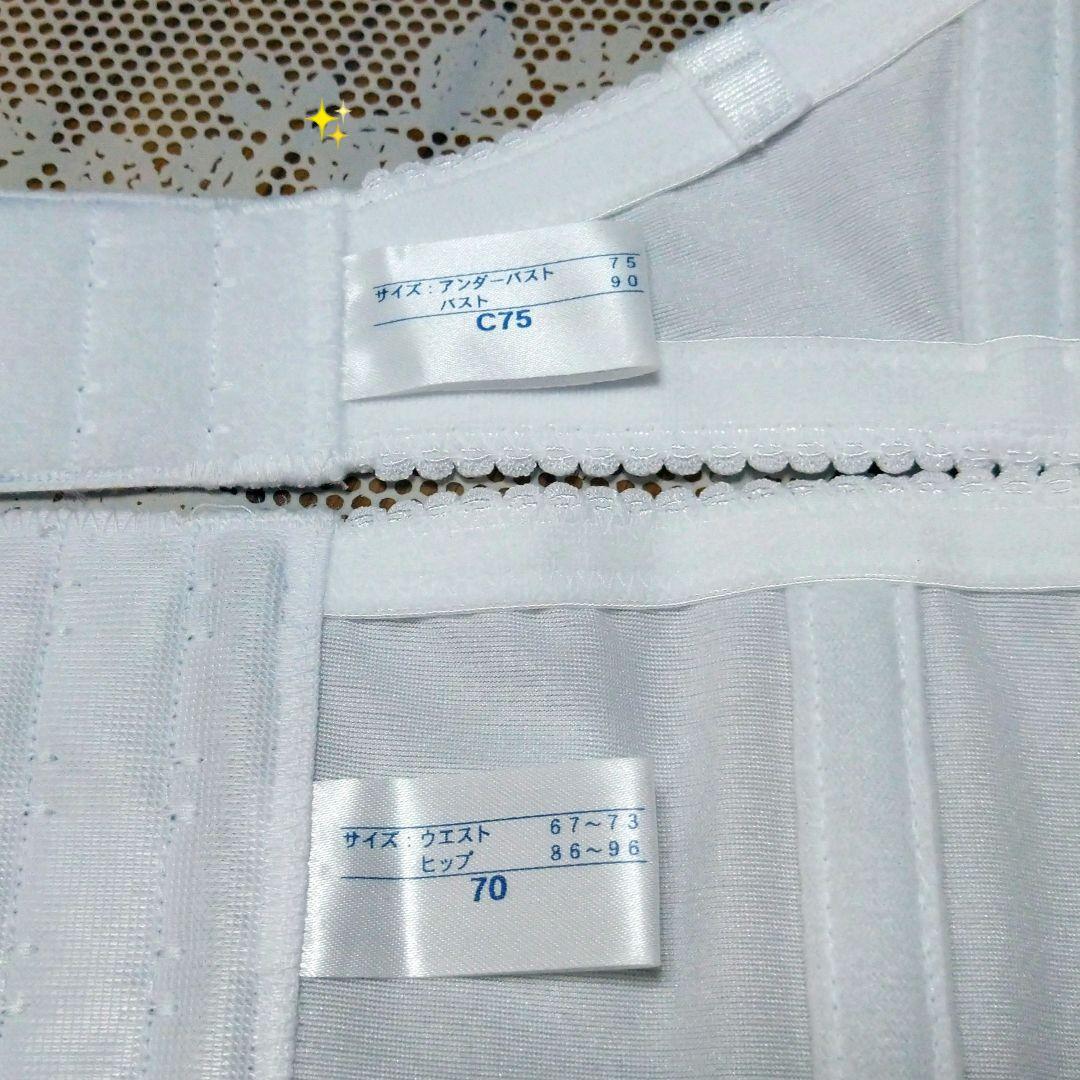 サイズ：アンダーバスト 75
バスト 90
C75
サイズ：ウエスト 67～73
ヒップ 86～96
70